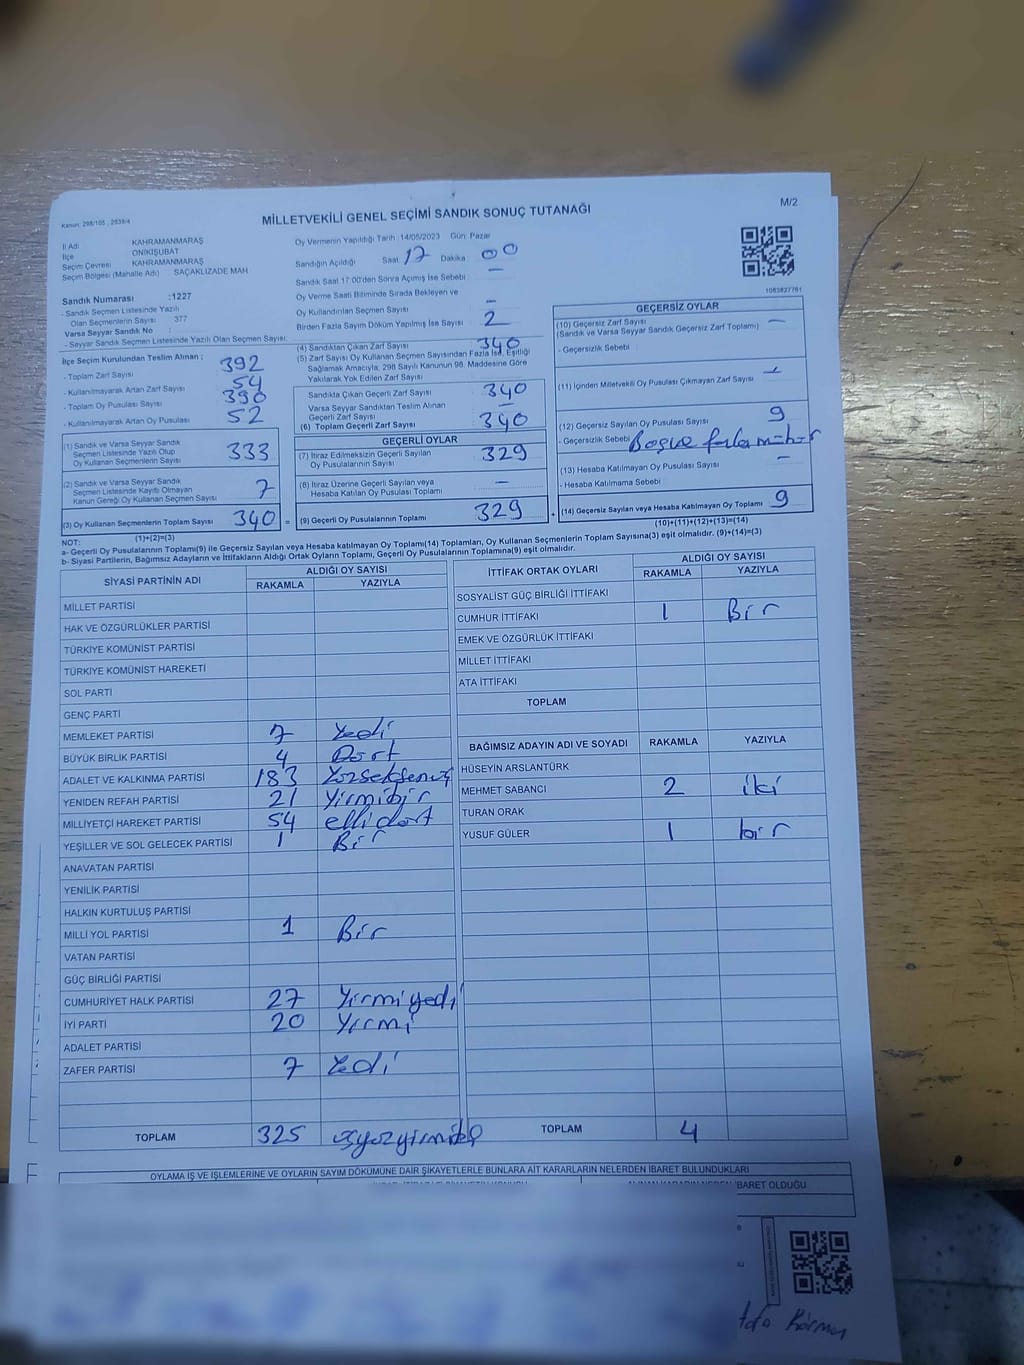 Kanun: 298/105 , 2839/4
MİLLETVEKİLİ GENEL SEÇİMİ SANDIK SONUÇ TUTANAĞI
M/2
İl Adı KAHRAMANMARAŞ
İlçe ONİKİŞUBAT
Seçim Çevresi KAHRAMANMARAŞ
Seçim Bölgesi (Mahalle Adı) SAÇAKLIZADE MAH
Sandık Numarası :1227
- Sandık Seçmen Listesinde Yazılı
Olan Seçmenlerin Sayısı : 377
Varsa Seyyar Sandık No :
- Seyyar Sandık Listesinde Yazılı Olan Seçmen Sayısı:
İlçe Seçim Kurulundan Teslim Alınan ;
- Toplam Zarf Sayısı 392
- Kullanılmayarak Artan Zarf Sayısı 54
- Toplam Oy Pusulası Sayısı 390
- Kullanılmayarak Artan Oy Pusulası 52
(1) Sandık ve Varsa Seyyar Sandık
Seçmen Listesinde Yazılı Olup
Oy Kullanan Seçmenlerin Sayısı 333
(2) Sandık ve Varsa Seyyar Sandık
Seçmen Listesinde Kayıtlı Olmayan
Kanun Gereği Oy Kullanan Seçmen Sayısı 7
(3) Oy Kullanan Seçmenlerin Toplam Sayısı 340 =
(1)+(2)=(3)
Oy Vermenin Yapıldığı Tarih : 14/05/2023 Gün: Pazar
Sandığın Açıldığı Saat 17 Dakika 00
Sandık Saat 17.00'den Sonra Açılmış İse Sebebi : —
Oy Verme Saati Bitiminde Sırada Bekleyen ve
Oy Kullandırılan Seçmen Sayısı —
Birden Fazla Sayım Döküm Yapılmış İse Sayısı 2
(4) Sandıktan Çıkan Zarf Sayısı 340
(5) Zarf Sayısı Oy Kullanan Seçmen Sayısından Fazla İse, Eşitliği
Sağlamak Amacıyla, 298 Sayılı Kanunun 98. Maddesine Göre
Yakılarak Yok Edilen Zarf Sayısı —
Sandıkta Çıkan Geçerli Zarf Sayısı 340
Varsa Seyyar Sandıktan Teslim Alınan
Geçerli Zarf Sayısı —
(6) Toplam Geçerli Zarf Sayısı 340
GEÇERLİ OYLAR
(7) İtiraz Edilmeksizin Geçerli Sayılan
Oy Pusulalarının Sayısı 329
(8) İtiraz Üzerine Geçerli Sayılan veya
Hesaba Katılan Oy Pusulası Toplamı —
(9) Geçerli Oy Pusulalarının Toplamı 329 +
1083827761
GEÇERSİZ OYLAR
(10) Geçersiz Zarf Sayısı —
(Sandık ve Varsa Seyyar Sandık Geçersiz Zarf Toplamı)
- Geçersizlik Sebebi :
(11) İçinden Milletvekili Oy Pusulası Çıkmayan Zarf Sayısı
(12) Geçersiz Sayılan Oy Pusulası Sayısı 9
- Geçersizlik Sebebi Boş ve fazla mühür
(13) Hesaba Katılmayan Oy Pusulası Sayısı —
- Hesaba Katılmama Sebebi :
(14) Geçersiz Sayılan veya Hesaba Katılmayan Oy Toplamı 9
(10)+(11)+(12)+(13)=(14)
NOT:
a- Geçerli Oy Pusulalarının Toplamı(9) ile Geçersiz Sayılan veya Hesaba katılmayan Oy Toplamı(14) Toplamları, Oy Kullanan Seçmenlerin Toplam Sayısına(3) eşit olmalıdır. (9)+(14)=(3)
b- Siyasi Partilerin, Bağımsız Adayların ve İttifakların Aldığı Ortak Oyların Toplamı, Geçerli Oy Pusulalarının Toplamına(9) eşit olmalıdır.
SİYASİ PARTİNİN ADI ALDIĞI OY SAYISI
RAKAMLA YAZIYLA
MİLLET PARTİSİ
HAK VE ÖZGÜRLÜKLER PARTİSİ
TÜRKİYE KOMÜNİST PARTİSİ
TÜRKİYE KOMÜNİST HAREKETİ
SOL PARTİ
GENÇ PARTİ
MEMLEKET PARTİSİ 7 Yedi
BÜYÜK BİRLİK PARTİSİ 4 Dört
ADALET VE KALKINMA PARTİSİ 183 Yüzseksenüç
YENİDEN REFAH PARTİSİ 21 Yirmibir
MİLLİYETÇİ HAREKET PARTİSİ 54 ellidört
YEŞİLLER VE SOL GELECEK PARTİSİ 1 Bir
ANAVATAN PARTİSİ
YENİLİK PARTİSİ
HALKIN KURTULUŞ PARTİSİ
MİLLİ YOL PARTİSİ 1 Bir
VATAN PARTİSİ
GÜÇ BİRLİĞİ PARTİSİ
CUMHURİYET HALK PARTİSİ 27 Yirmiyedi
İYİ PARTİ 20 Yirmi
ADALET PARTİSİ
ZAFER PARTİSİ 7 Yedi
TOPLAM 325 üçyüzyirmibeş
İTTİFAK ORTAK OYLARI ALDIĞI OY SAYISI
RAKAMLA YAZIYLA
SOSYALİST GÜÇ BİRLİĞİ İTTİFAKI
CUMHUR İTTİFAKI 1 Bir
EMEK VE ÖZGÜRLÜK İTTİFAKI
MİLLET İTTİFAKI
ATA İTTİFAKI
TOPLAM
BAĞIMSIZ ADAYIN ADI VE SOYADI RAKAMLA YAZIYLA
HÜSEYİN ARSLANTÜRK
MEHMET SABANCI 2 iki
TURAN ORAK
YUSUF GÜLER 1 bir
TOPLAM 4
OYLAMA İŞ VE İŞLEMLERİNE VE OYLARIN SAYIM DÖKÜMÜNE DAİR ŞİKAYETLERLE BUNLARA AİT KARARLARIN NELERDEN İBARET BULUNDUKLARI
İBARET OLDUĞU